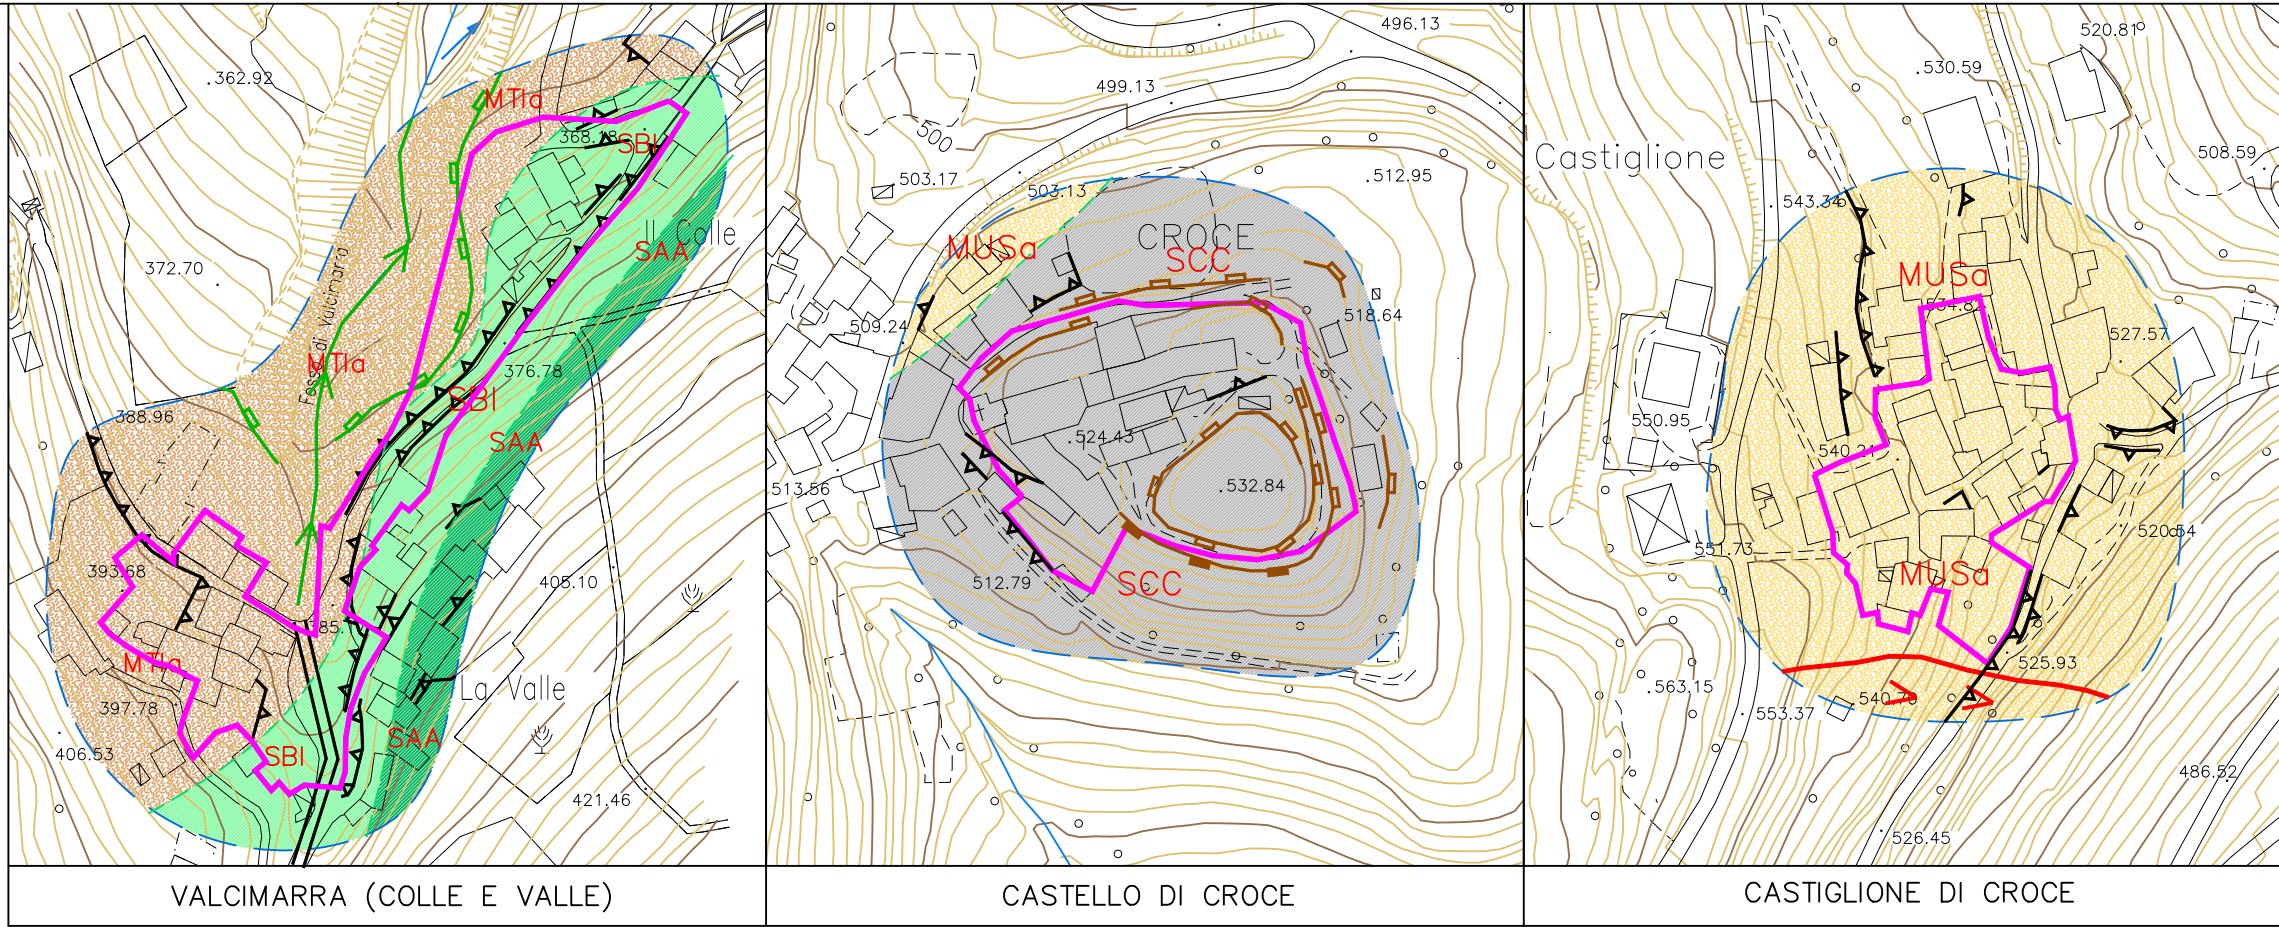 .362.92
MTIa
368.18
SBI
Il Colle
SAA
372.70
Fosso di Valcimarra
MTIa
376.78
SBI
388.96
SAA
393.68
405.10
385.
MTIa
La Valle
397.78
SAA
406.53
SBI
421.46
VALCIMARRA (COLLE E VALLE)
496.13
499.13
500
503.17
503.13
.512.95
CROCE
MUSa
SCC
509.24
.518.64
.524.43
.532.84
513.56
512.79
SCC
CASTELLO DI CROCE
520.81
.530.59
Castiglione
508.59
.543.34
MUSa
534.82
527.57
550.95
540.21
520.54
551.73
MUSa
525.93
.563.15
.540.70
553.37
486.52
526.45
CASTIGLIONE DI CROCE